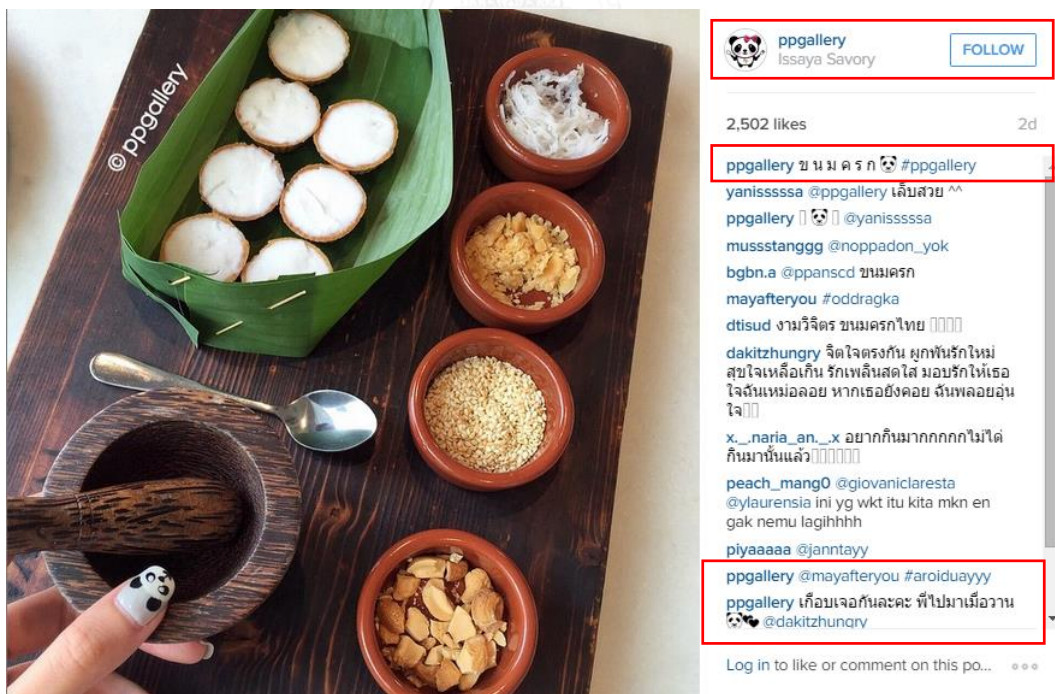 © ppgallery
ppgallery
Issaya Savory
FOLLOW
2,502 likes
2d
ppgallery ข น ม ค ร ก 🐼 #ppgallery
yanisssssa @ppgallery เล็บสวย ^^
ppgallery 🐼 @yanisssssa
mussstanggg @noppadon_yok
bgbn.a @ppanscd ขนมครก
mayafteryou #oddragka
dtisud งามวิจิตร ขนมครกไทย
dakitzhungry จิตใจตรงกัน ผูกพันรักใหม่
สุขใจเหลือเกิน รักเพลินสดใส มอบรักให้เธอ
ใจฉันเหม่อลอย หากเธอยังคอย ฉันพลอยอุ่น
ใจ
x._.naria_an._.x อยากกินมากกกกกไม่ได่
กินมานั้นแล้ว
peach_mang0 @giovaniclaresta
@ylaurensia ini yg wkt itu kita mkn en
gak nemu lagihhhh
piyaaaaa @janntayy
ppgallery @mayafteryou #aroiduayyy
ppgallery เกือบเจอกันละคะ พี่ไปมาเมื่อวาน
🐼 @dakitzhungry
Log in to like or comment on this po...